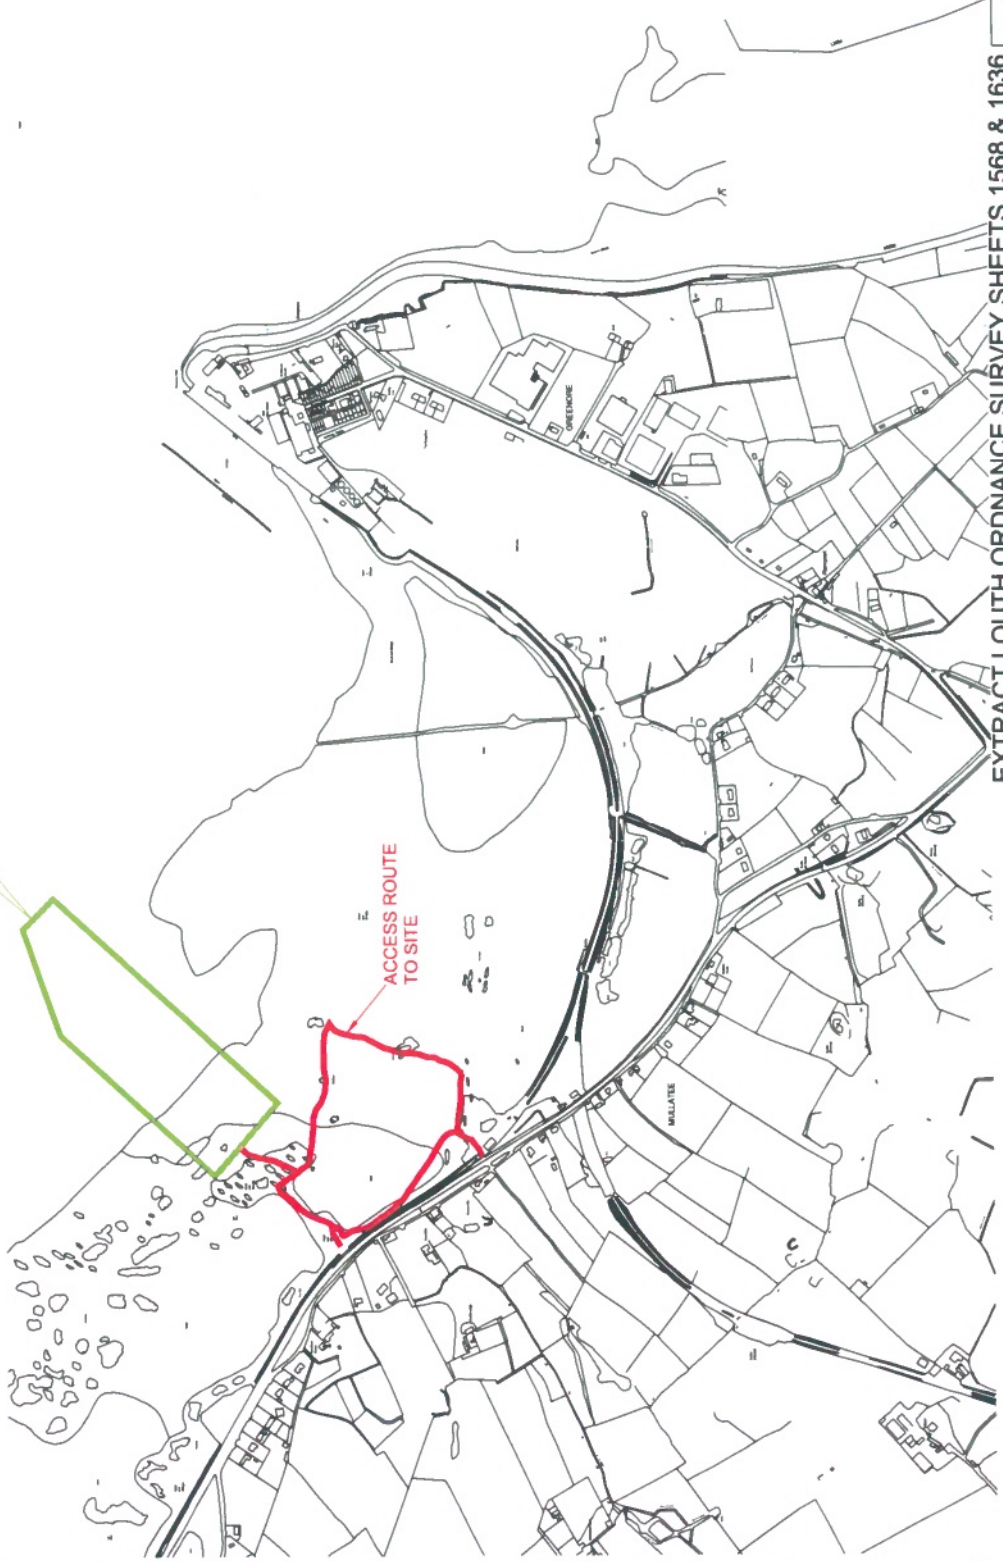 ACCESS ROUTE
TO SITE
GREENORE
MULLATEE
EXTRACT LOUTH ORDNANCE SURVEY SHEETS 1568 & 1636